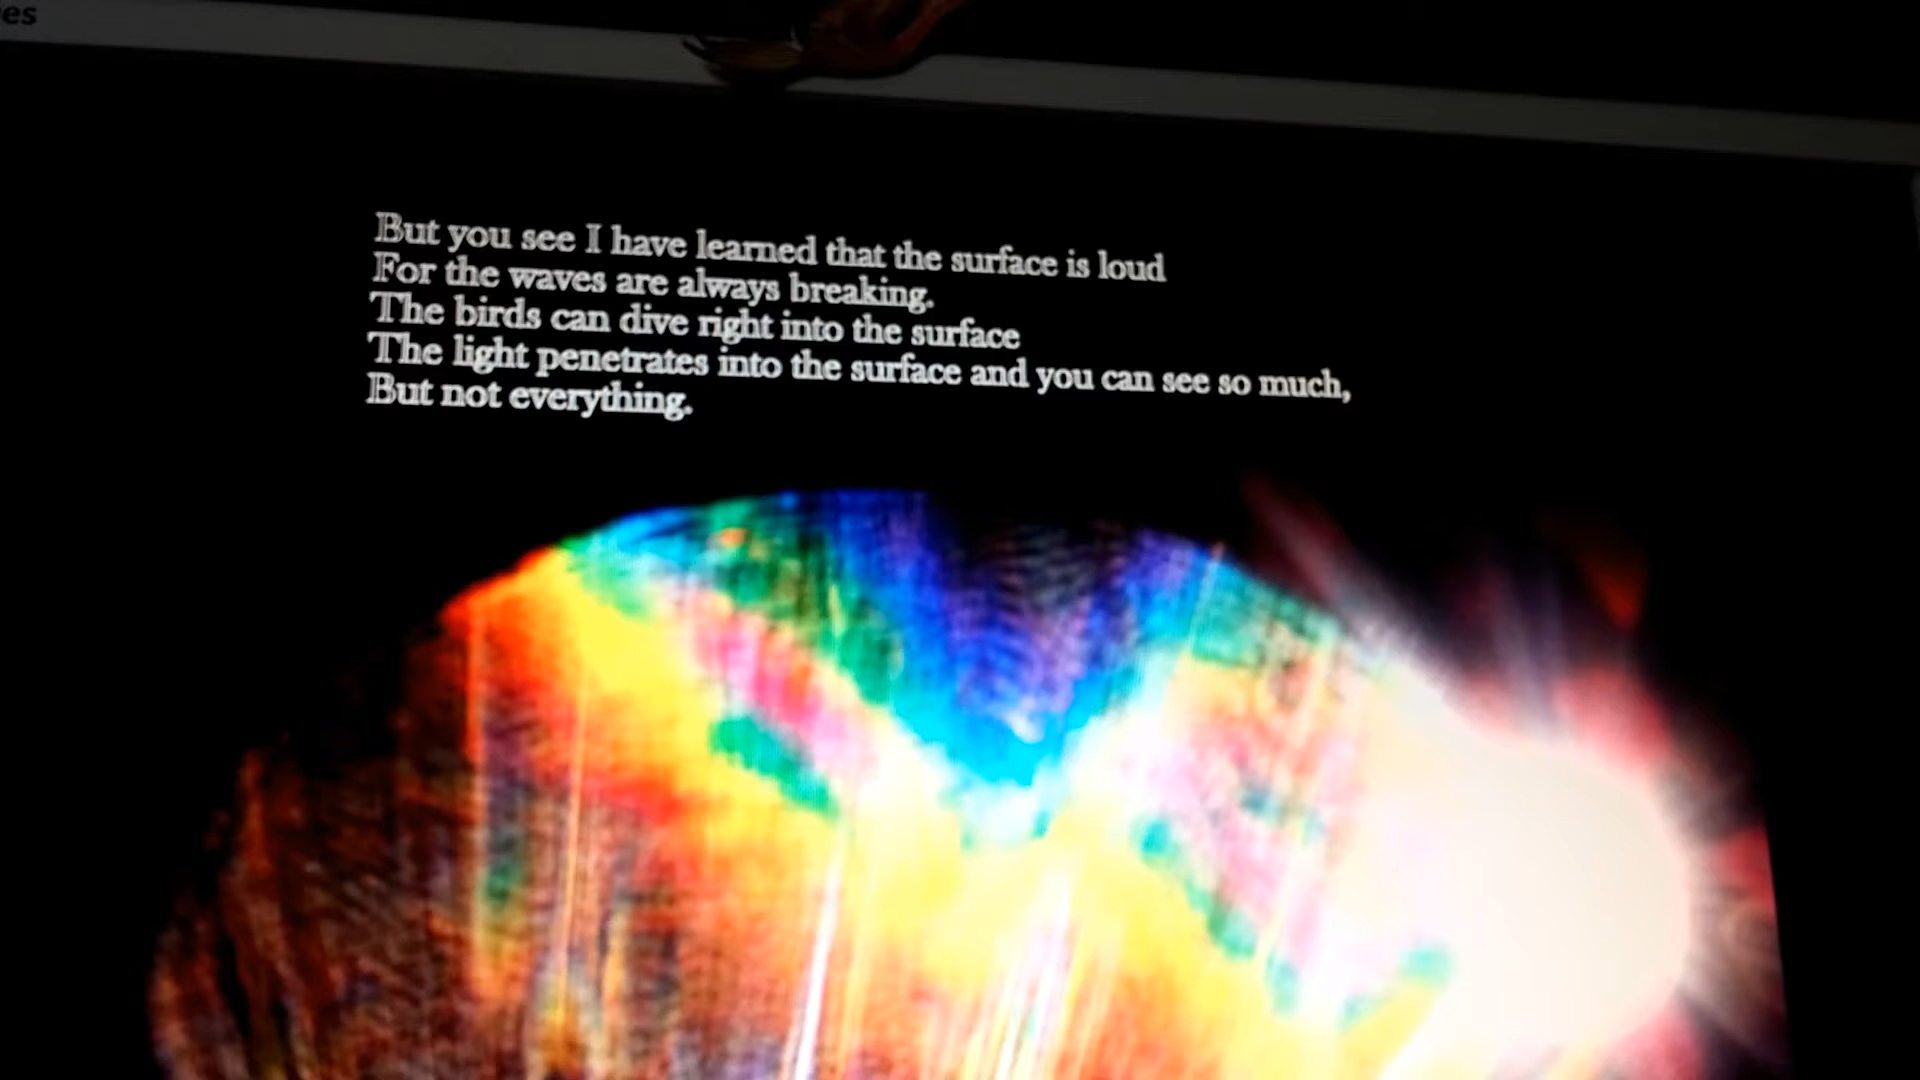 es
But you see I have learned that the surface is loud
For the waves are always breaking.
The birds can dive right into the surface
The light penetrates into the surface and you can see so much,
But not everything.